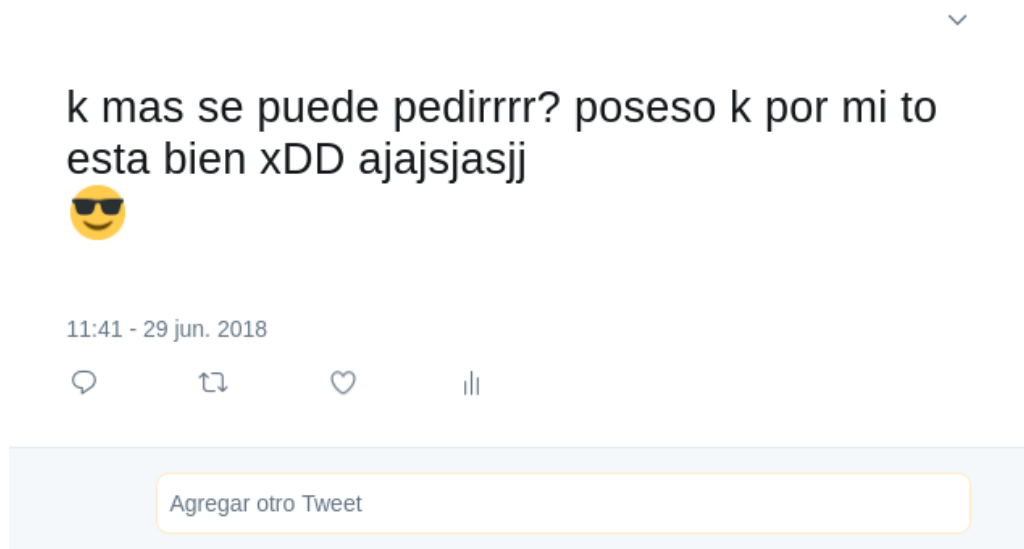 k mas se puede pedirrrr? poseso k por mi to
esta bien xDD ajajsjasjj
😎
11:41 - 29 jun. 2018
Agregar otro Tweet